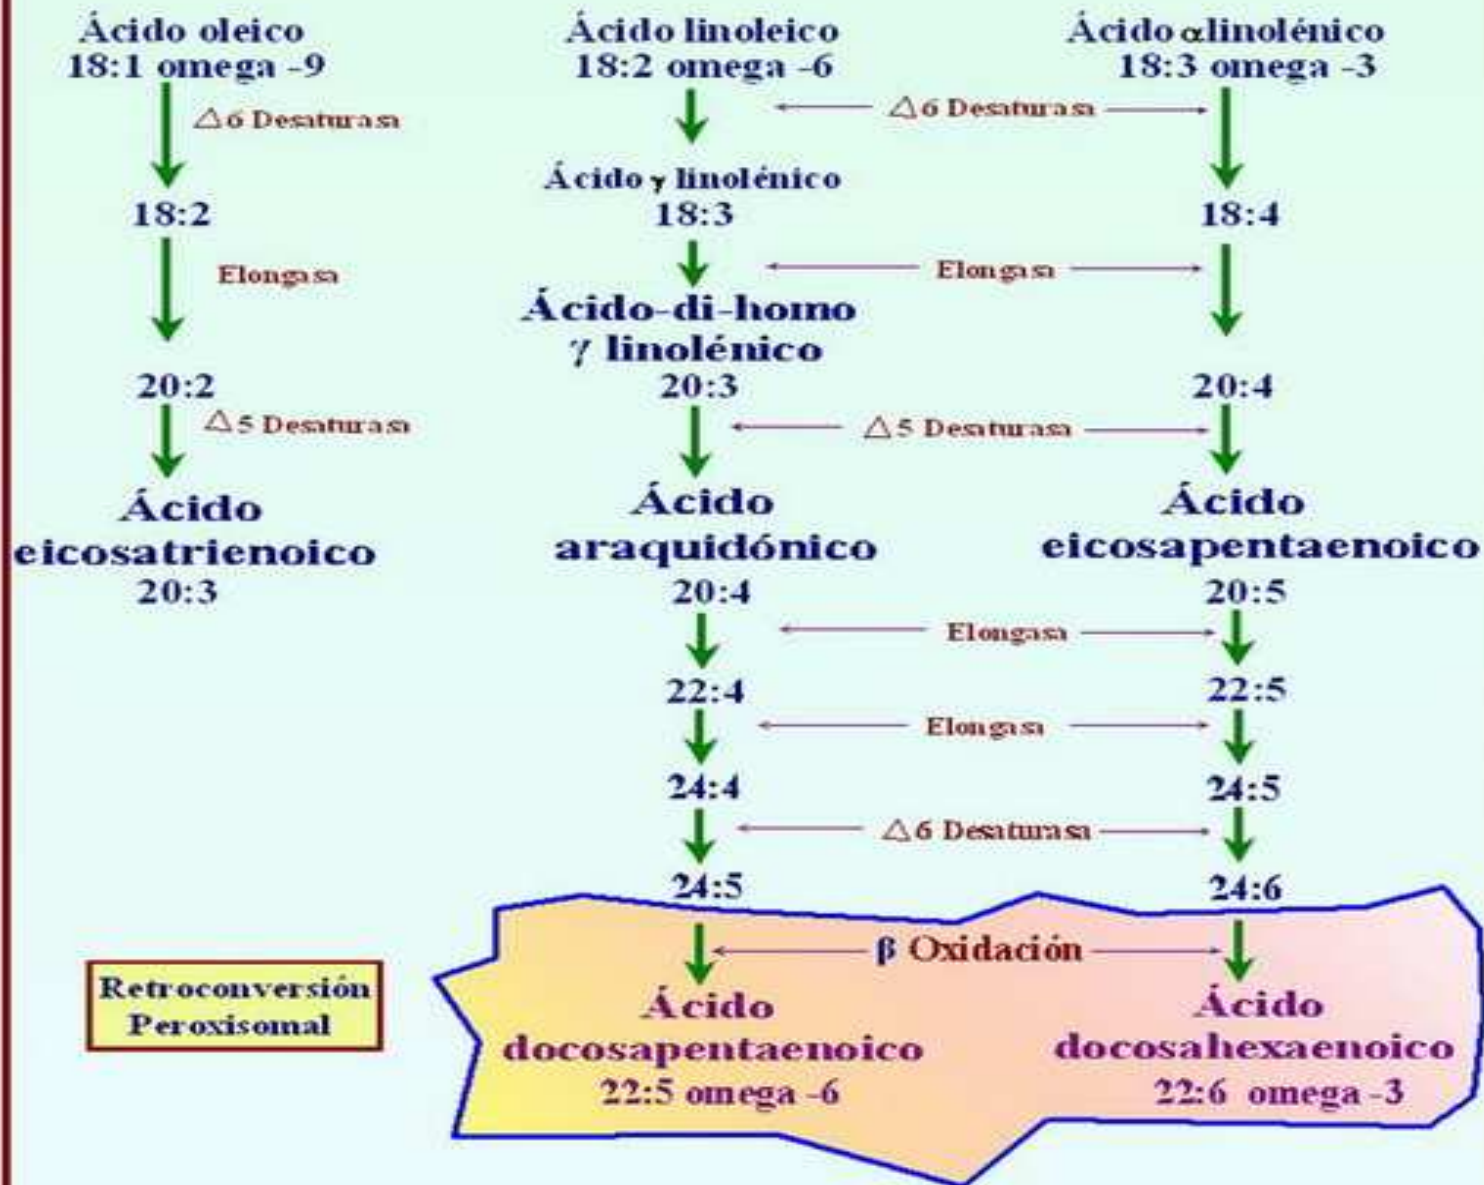 Ácido oleico
18:1 omega -9
△6 Desaturasa
18:2
Elongasa
20:2
△5 Desaturasa
Ácido
eicosatrienoico
20:3
Ácido linoleico
18:2 omega -6
Ácido γ linolénico
18:3
Ácido-di-homo
γ linolénico
20:3
Ácido
araquidónico
20:4
22:4
24:4
24:5
Ácido
docosapentaenoico
22:5 omega -6
△6 Desaturasa
Elongasa
△5 Desaturasa
Elongasa
Elongasa
△6 Desaturasa
β Oxidación
Ácido αlinolénico
18:3 omega -3
18:4
20:4
Ácido
eicosapentaenoico
20:5
22:5
24:5
24:6
Ácido
docosahexaenoico
22:6 omega -3
Retroconversión
Peroxisomal